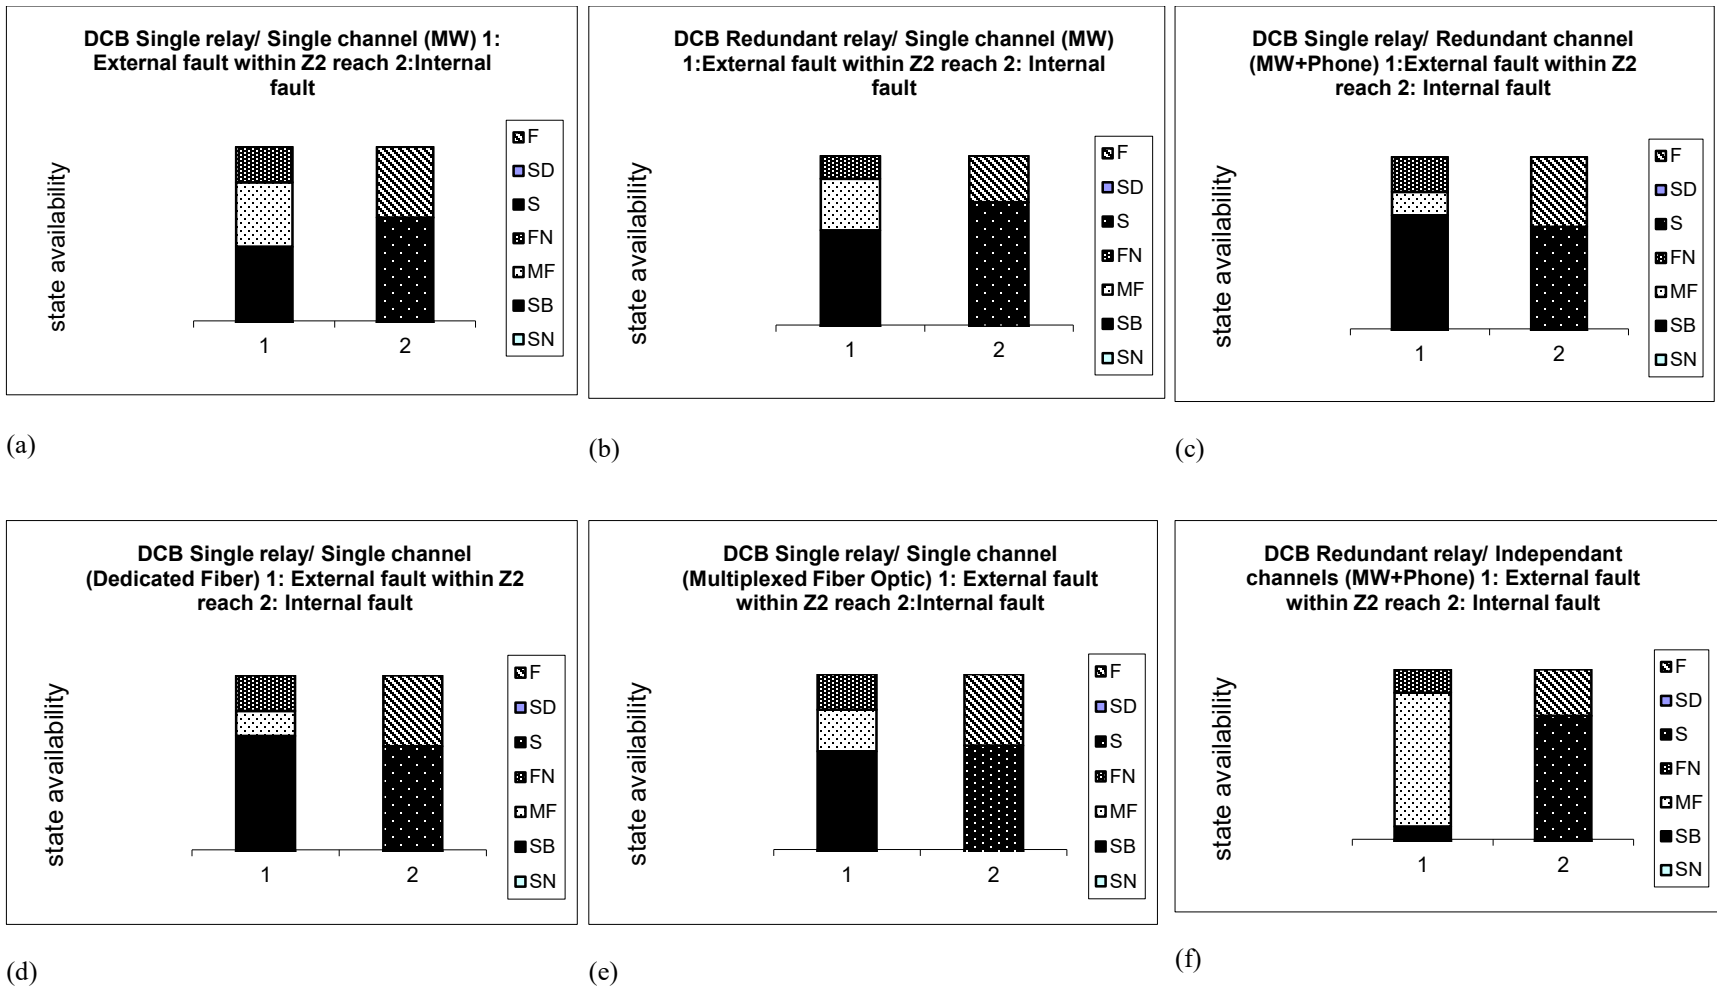 DCB Single relay/ Single channel (MW) 1:
External fault within Z2 reach 2:Internal
fault
state availability
1
2
F
SD
S
FN
MF
SB
SN
(a)
DCB Redundant relay/ Single channel (MW)
1:External fault within Z2 reach 2: Internal
fault
state availability
1
2
F
SD
S
FN
MF
SB
SN
(b)
DCB Single relay/ Redundant channel
(MW+Phone) 1:External fault within Z2
reach 2: Internal fault
state availability
1
2
F
SD
S
FN
MF
SB
SN
(c)
DCB Single relay/ Single channel
(Dedicated Fiber) 1: External fault within Z2
reach 2: Internal fault
state availability
1
2
F
SD
S
FN
MF
SB
SN
(d)
DCB Single relay/ Single channel
(Multiplexed Fiber Optic) 1: External fault
within Z2 reach 2:Internal fault
state availability
1
2
F
SD
S
FN
MF
SB
SN
(e)
DCB Redundant relay/ Independant
channels (MW+Phone) 1: External fault
within Z2 reach 2: Internal fault
state availability
1
2
F
SD
S
FN
MF
SB
SN
(f)